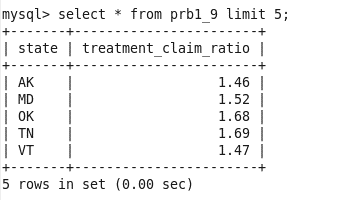 mysql> select * from prb1_9 limit 5;
+-------+-----------------------+
| state | treatment_claim_ratio |
+-------+-----------------------+
| AK    |                  1.46 |
| MD    |                  1.52 |
| OK    |                  1.68 |
| TN    |                  1.69 |
| VT    |                  1.47 |
+-------+-----------------------+
5 rows in set (0.00 sec)